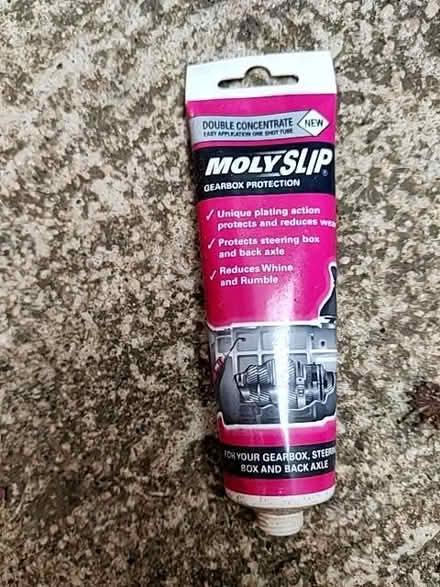 DOUBLE CONCENTRATE
EASY APPLICATION ONE SHOT TUBE
NEW
MOLYSLIP®
GEARBOX PROTECTION
✓ Unique plating action
protects and reduces wear
✓ Protects steering box
and back axle
✓ Reduces Whine
and Rumble
FOR YOUR GEARBOX, STEERIN
BOX AND BACK AXLE